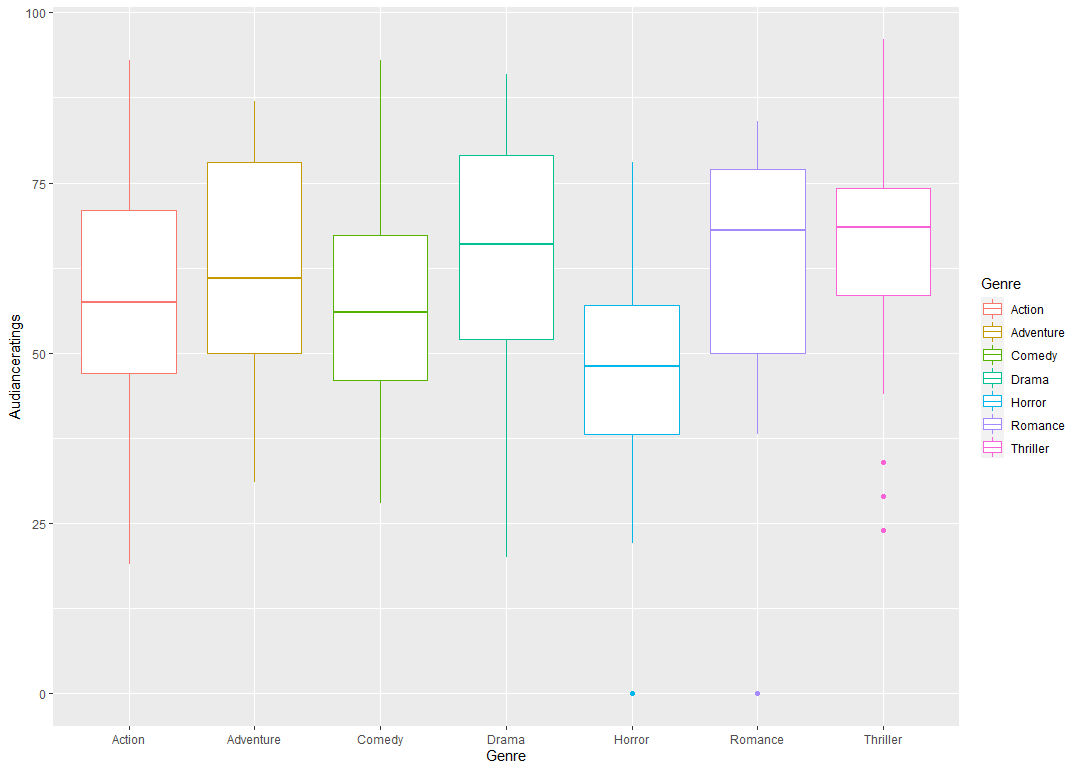 100
75
50
25
0
Audianceratings
Action
Adventure
Comedy
Drama
Horror
Romance
Thriller
Genre
Genre
Action
Adventure
Comedy
Drama
Horror
Romance
Thriller